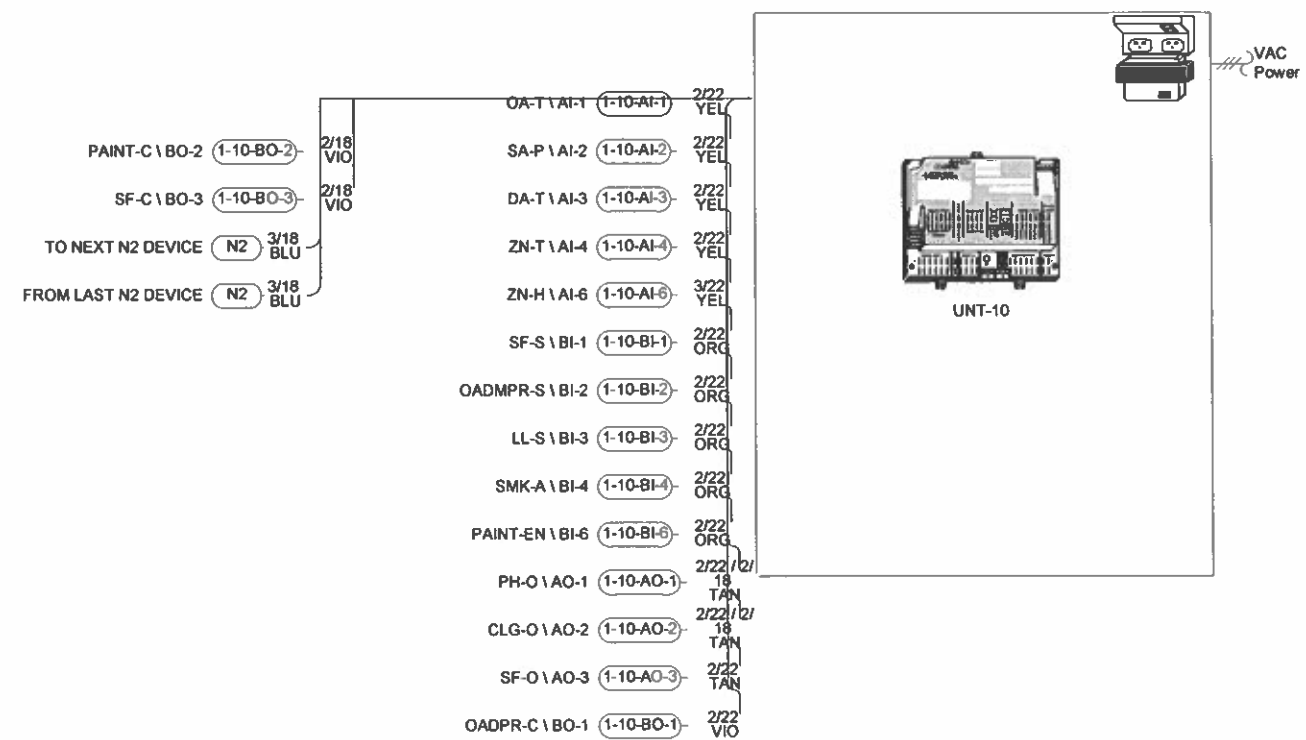 VAC
Power
OA-T \ AI-1 1-10-AI-1 2/22
YEL
PAINT-C \ BO-2 1-10-BO-2 2/18
VIO
SA-P \ AI-2 1-10-AI-2 2/22
YEL
SF-C \ BO-3 1-10-BO-3 2/18
VIO
DA-T \ AI-3 1-10-AI-3 2/22
YEL
TO NEXT N2 DEVICE N2 3/18
BLU
ZN-T \ AI-4 1-10-AI-4 2/22
YEL
FROM LAST N2 DEVICE N2 3/18
BLU
ZN-H \ AI-6 1-10-AI-6 3/22
YEL
UNT-10
SF-S \ BI-1 1-10-BI-1 2/22
ORG
OADMPR-S \ BI-2 1-10-BI-2 2/22
ORG
LL-S \ BI-3 1-10-BI-3 2/22
ORG
SMK-A \ BI-4 1-10-BI-4 2/22
ORG
PAINT-EN \ BI-6 1-10-BI-6 2/22
ORG
PH-O \ AO-1 1-10-AO-1 2/22 / 2/
18
TAN
CLG-O \ AO-2 1-10-AO-2 2/22 / 2/
18
TAN
SF-O \ AO-3 1-10-AO-3 2/22
TAN
OADPR-C \ BO-1 1-10-BO-1 2/22
VIO